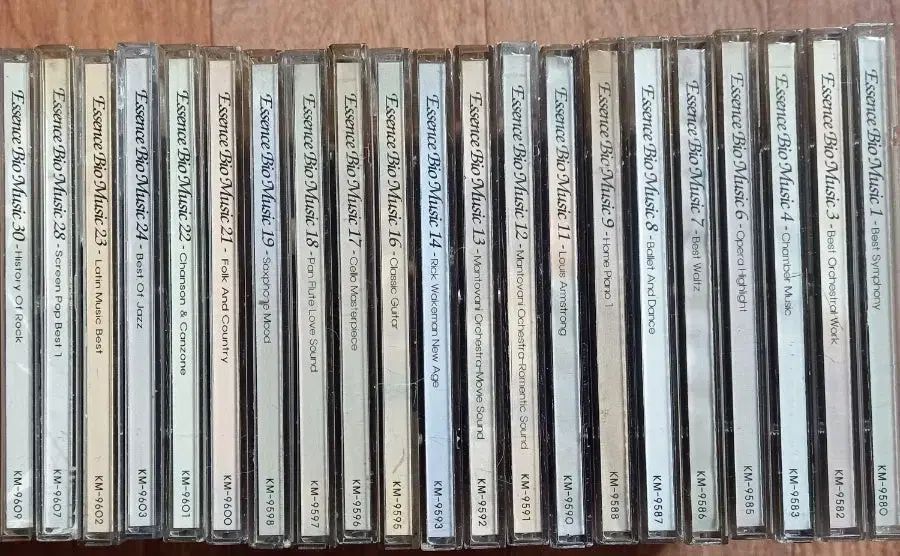 Essence Bio Music 30 - History Of Rock KM-9609
Essence Bio Music 28 - Screen Pop Best 1 KM-9607
Essence Bio Music 23 - Latin Music Best KM-9602
Essence Bio Music 24 - Best Of Jazz KM-9603
Essence Bio Music 22 - Chanson & Canzone KM-9601
Essence Bio Music 21 - Folk And Country KM-9600
Essence Bio Music 19 - Saxophop Mood KM-9598
Essence Bio Music 18 - Pan Flute Love Sound KM-9597
Essence Bio Music 17 - Cello Masterpiece KM-9596
Essence Bio Music 16 - Classic Guitar KM-9595
Essence Bio Music 14 - Rick Wakeman New Age KM-9593
Essence Bio Music 13 - Mantovani Orchestra-Movie Sound KM-9592
Essence Bio Music 12 - Mantovani Ochestra-Romentic Sound KM-9591
Essence Bio Music 11 - Louis Armstrong KM-9590
Essence Bio Music 9 - Home Piano 1 KM-9588
Essence Bio Music 8 - Ballet And Dance KM-9587
Essence Bio Music 7 - Best Waltz KM-9586
Essence Bio Music 6 - Opera Highlight KM-9585
Essence Bio Music 4 - Chamber Music KM-9583
Essence Bio Music 3 - Best Orchestral Work KM-9582
Essence Bio Music 1 - Best Symphony KM-9580